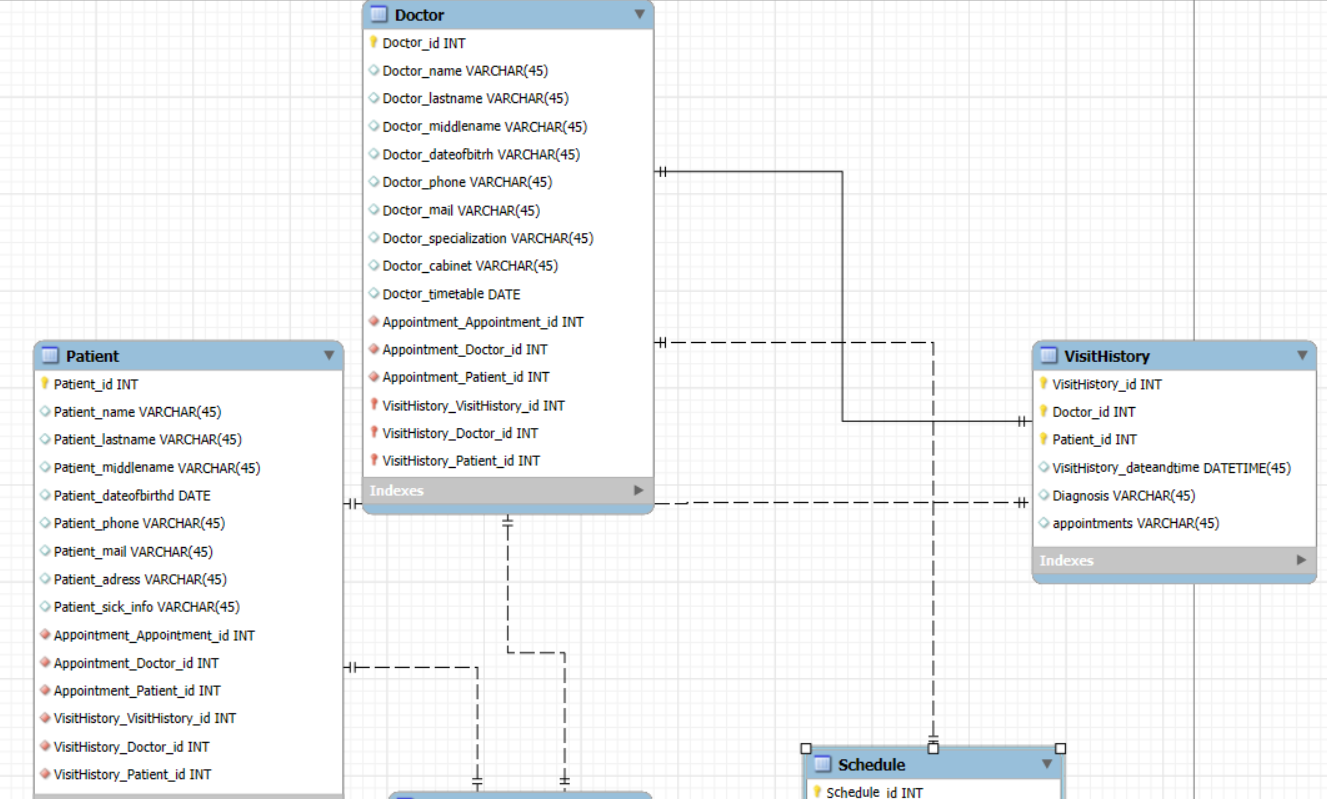 Doctor
Doctor_id INT
Doctor_name VARCHAR(45)
Doctor_lastname VARCHAR(45)
Doctor_middlename VARCHAR(45)
Doctor_dateofbitrh VARCHAR(45)
Doctor_phone VARCHAR(45)
Doctor_mail VARCHAR(45)
Doctor_specialization VARCHAR(45)
Doctor_cabinet VARCHAR(45)
Doctor_timetable DATE
Appointment_Appointment_id INT
Appointment_Doctor_id INT
Appointment_Patient_id INT
VisitHistory_VisitHistory_id INT
VisitHistory_Doctor_id INT
VisitHistory_Patient_id INT
Indexes
Patient
Patient_id INT
Patient_name VARCHAR(45)
Patient_lastname VARCHAR(45)
Patient_middlename VARCHAR(45)
Patient_dateofbirthd DATE
Patient_phone VARCHAR(45)
Patient_mail VARCHAR(45)
Patient_adress VARCHAR(45)
Patient_sick_info VARCHAR(45)
Appointment_Appointment_id INT
Appointment_Doctor_id INT
Appointment_Patient_id INT
VisitHistory_VisitHistory_id INT
VisitHistory_Doctor_id INT
VisitHistory_Patient_id INT
VisitHistory
VisitHistory_id INT
Doctor_id INT
Patient_id INT
VisitHistory_dateandtime DATETIME(45)
Diagnosis VARCHAR(45)
appointments VARCHAR(45)
Indexes
Schedule
Schedule_id INT